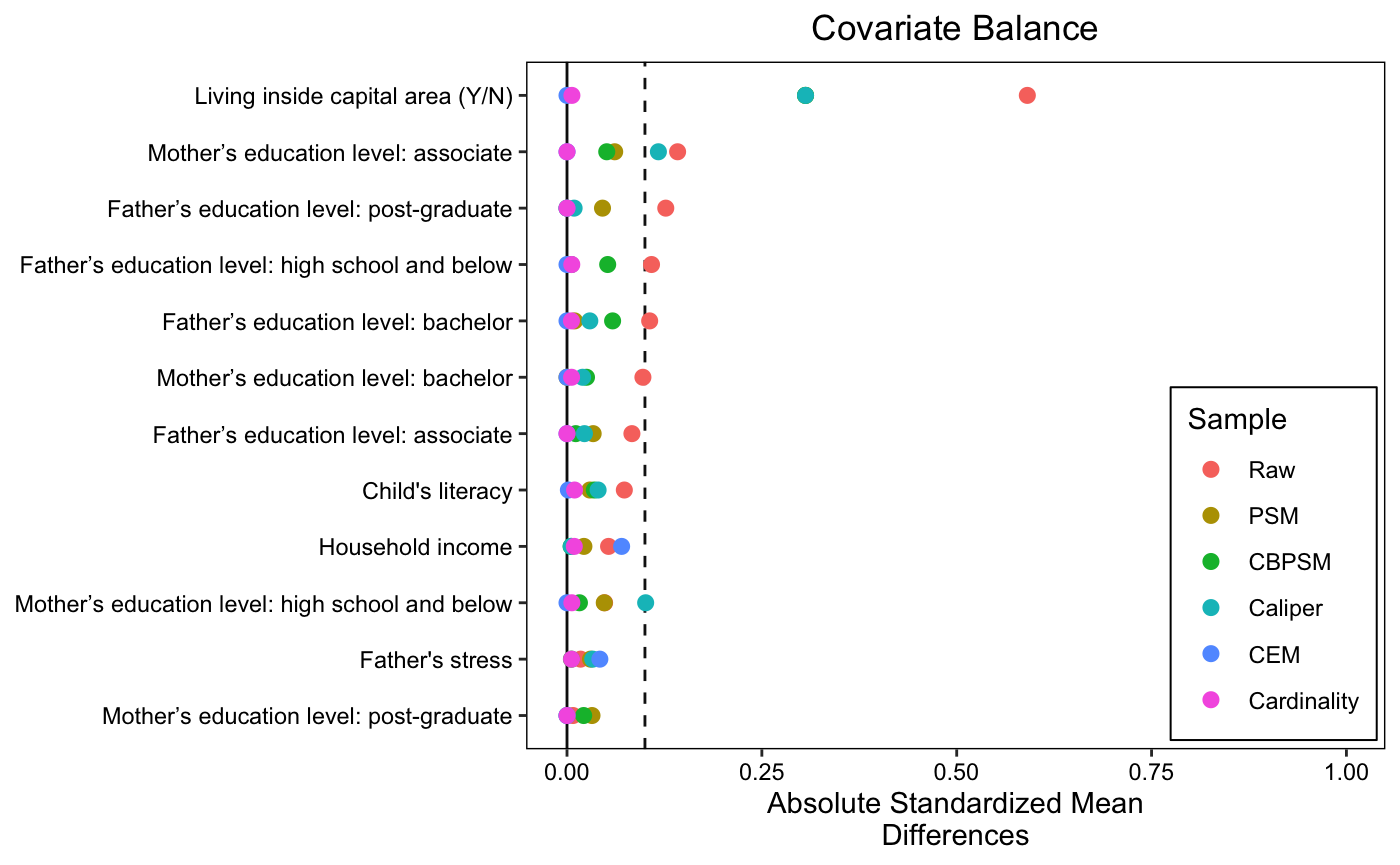 Covariate Balance
Living inside capital area (Y/N)
Mother’s education level: associate
Father’s education level: post-graduate
Father’s education level: high school and below
Father’s education level: bachelor
Mother’s education level: bachelor
Father’s education level: associate
Child's literacy
Household income
Mother’s education level: high school and below
Father's stress
Mother’s education level: post-graduate
Sample
Raw
PSM
CBPSM
Caliper
CEM
Cardinality
0.00 0.25 0.50 0.75 1.00
Absolute Standardized Mean
Differences